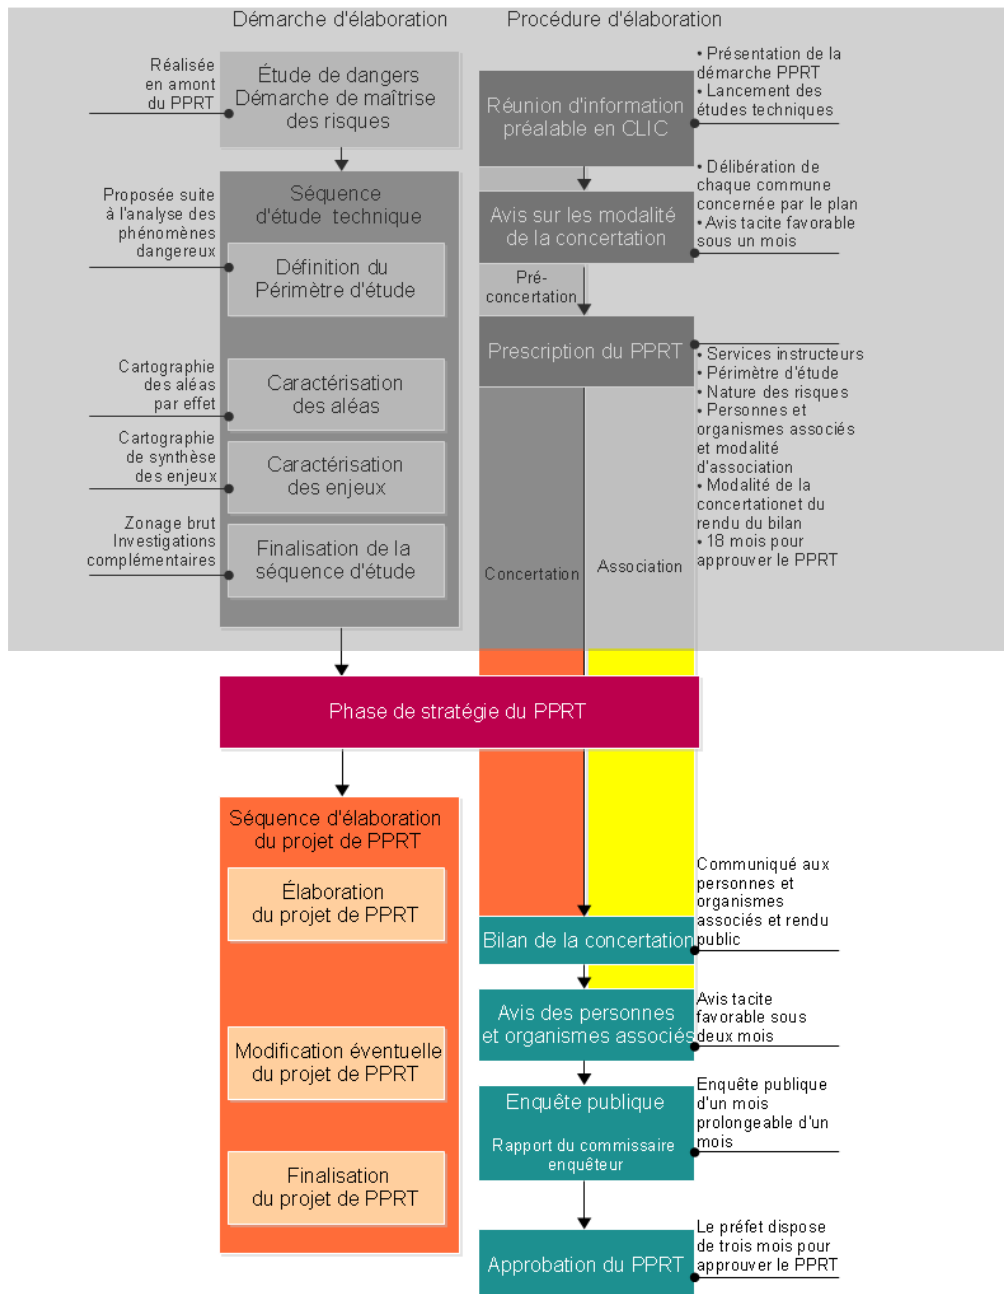 Démarche d'élaboration
Procédure d'élaboration
Réalisée
en amont
du PPRT
Étude de dangers
Démarche de maîtrise
des risques
Proposée suite
à l'analyse des
phénomènes
dangereux
Séquence
d'étude technique
Définition du
Périmètre d'étude
Cartographie
des aléas
par effet
Caractérisation
des aléas
Cartographie
de synthèse
des enjeux
Caractérisation
des enjeux
Zonage brut
Investigations
complémentaires
Finalisation de la
séquence d'étude
Réunion d'information
préalable en CLIC
• Présentation de la
démarche PPRT
• Lancement des
études techniques
Avis sur les modalité
de la concertation
• Délibération de
chaque commune
concernée par le plan
• Avis tacite favorable
sous un mois
Pré-
concertation
Prescription du PPRT
• Services instructeurs
• Périmètre d'étude
• Nature des risques
• Personnes et
organismes associés
et modalité
d'association
• Modalité de la
concertationet du
rendu du bilan
• 18 mois pour
approuver le PPRT
Concertation
Association
Phase de stratégie du PPRT
Séquence d'élaboration
du projet de PPRT
Élaboration
du projet de PPRT
Modification éventuelle
du projet de PPRT
Finalisation
du projet de PPRT
Bilan de la concertation
Communiqué aux
personnes et
organismes
associés et rendu
public
Avis des personnes
et organismes associés
Avis tacite
favorable sous
deux mois
Enquête publique
Rapport du commissaire
enquêteur
Enquête publique
d'un mois
prolongeable d'un
mois
Approbation du PPRT
Le préfet dispose
de trois mois pour
approuver le PPRT